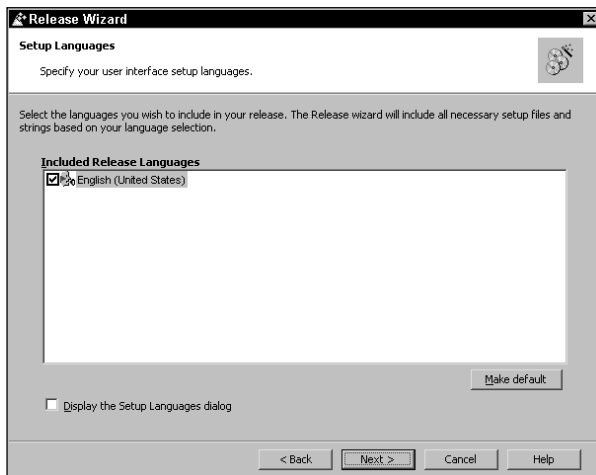 Release Wizard
Setup Languages
Specify your user interface setup languages.
Select the languages you wish to include in your release. The Release wizard will include all necessary setup files and
strings based on your language selection.
Included Release Languages
English (United States)
Make default
Display the Setup Languages dialog
< Back
Next >
Cancel
Help